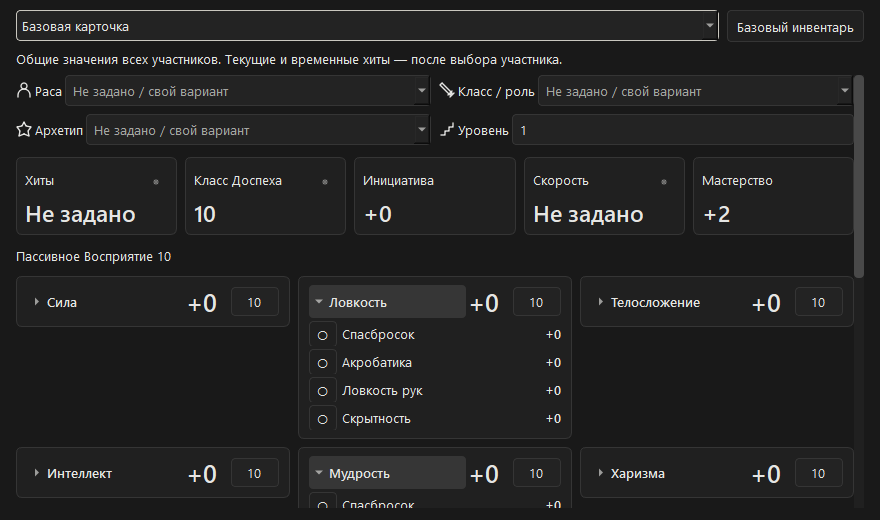 Базовая карточка Базовый инвентарь
Общие значения всех участников. Текущие и временные хиты — после выбора участника.
Раса Не задано / свой вариант Класс / роль Не задано / свой вариант
Архетип Не задано / свой вариант Уровень 1
Хиты Класс Доспеха Инициатива Скорость Мастерство
Не задано 10 +0 Не задано +2
Пассивное Восприятие 10
Сила +0 10 Ловкость +0 10 Телосложение +0 10
Спасбросок +0
Акробатика +0
Ловкость рук +0
Скрытность +0
Интеллект +0 10 Мудрость +0 10 Харизма +0 10
Спасбросок +0